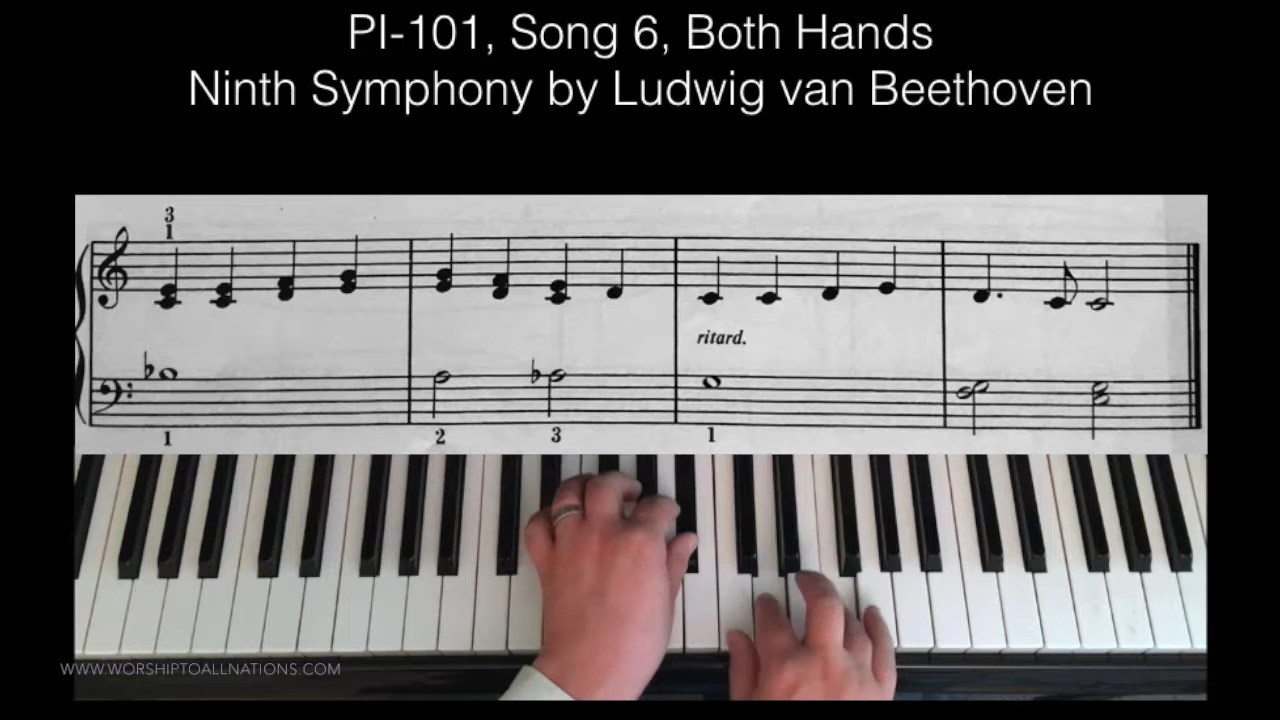 PI-101, Song 6, Both Hands
Ninth Symphony by Ludwig van Beethoven
3
1
ritard.
1 2 3 1
WWW.WORSHIPTOALLNATIONS.COM